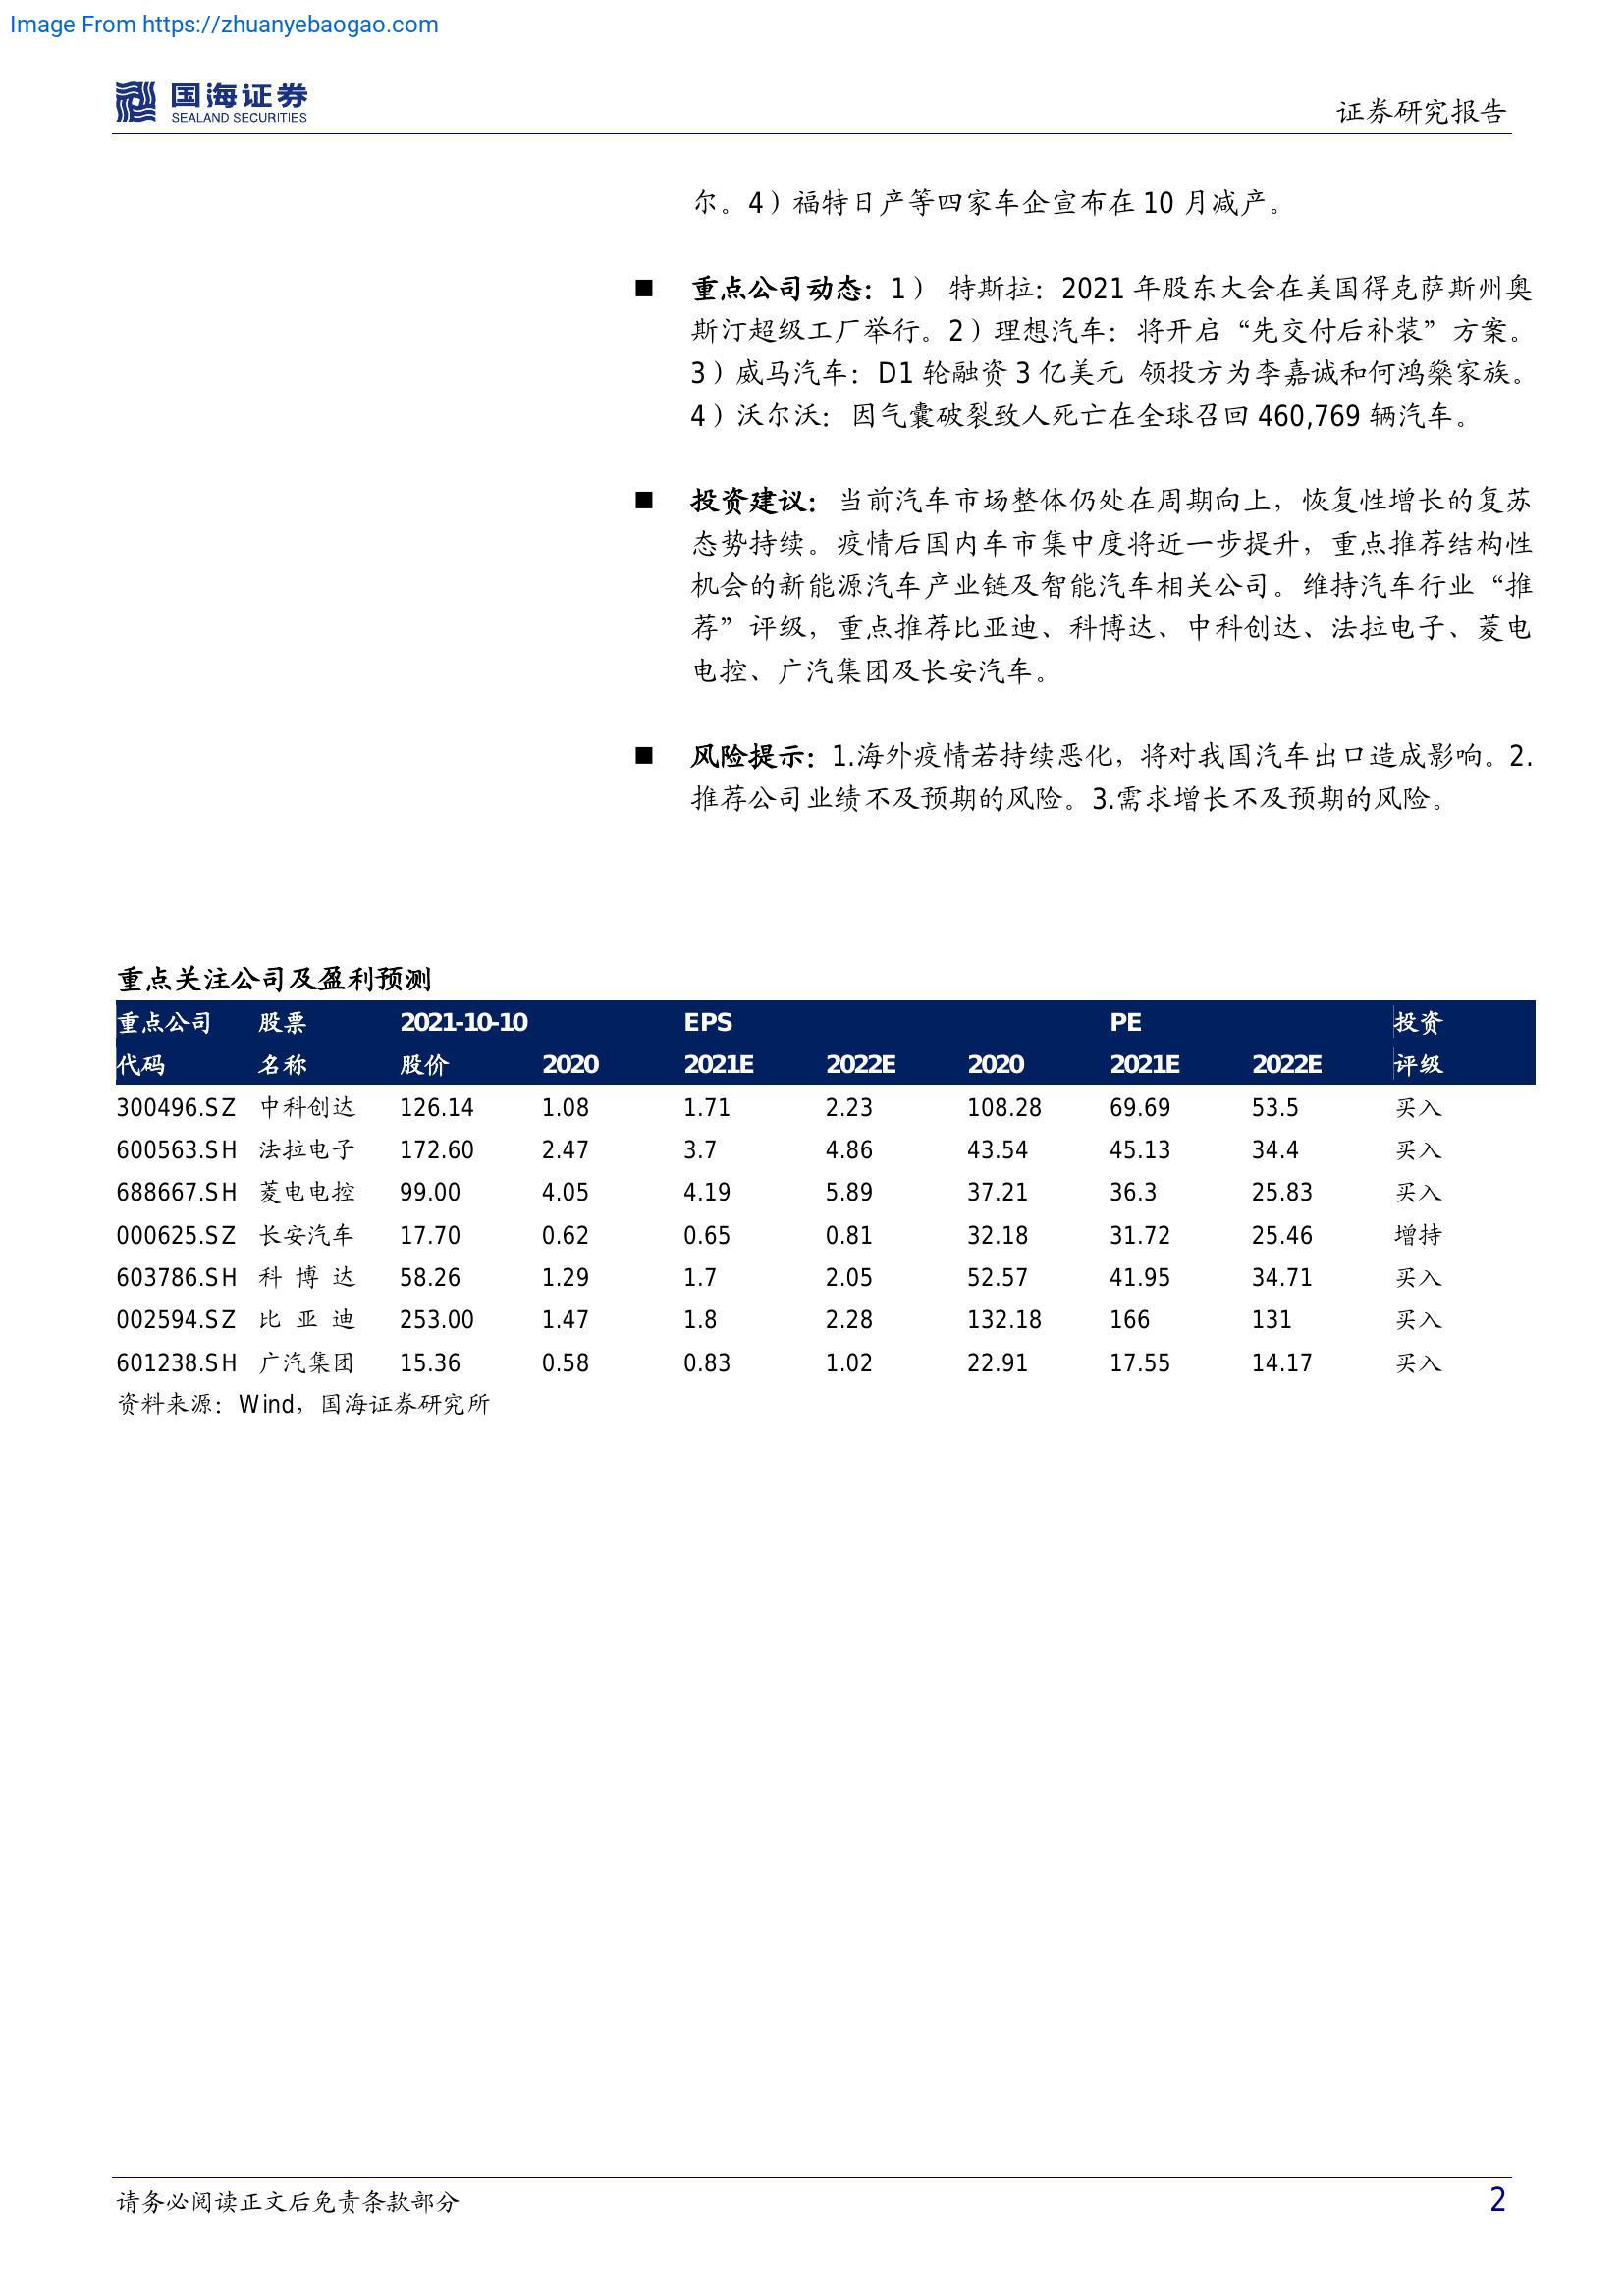 Image From https://zhuanyebaogao.com
国海证券
SEALAND SECURITIES
证券研究报告
尔。4）福特日产等四家车企宣布在 10 月减产。
■ 重点公司动态：1） 特斯拉：2021 年股东大会在美国得克萨斯州奥
斯汀超级工厂举行。2）理想汽车：将开启“先交付后补装”方案。
3）威马汽车：D1 轮融资 3 亿美元 领投方为李嘉诚和何鸿燊家族。
4）沃尔沃：因气囊破裂致人死亡在全球召回 460,769 辆汽车。
■ 投资建议：当前汽车市场整体仍处在周期向上，恢复性增长的复苏
态势持续。疫情后国内车市集中度将近一步提升，重点推荐结构性
机会的新能源汽车产业链及智能汽车相关公司。维持汽车行业“推
荐”评级，重点推荐比亚迪、科博达、中科创达、法拉电子、菱电
电控、广汽集团及长安汽车。
■ 风险提示：1.海外疫情若持续恶化，将对我国汽车出口造成影响。2.
推荐公司业绩不及预期的风险。3.需求增长不及预期的风险。
重点关注公司及盈利预测
重点公司 股票 2021-10-10 EPS PE 投资
代码 名称 股价 2020 2021E 2022E 2020 2021E 2022E 评级
300496.SZ 中科创达 126.14 1.08 1.71 2.23 108.28 69.69 53.5 买入
600563.SH 法拉电子 172.60 2.47 3.7 4.86 43.54 45.13 34.4 买入
688667.SH 菱电电控 99.00 4.05 4.19 5.89 37.21 36.3 25.83 买入
000625.SZ 长安汽车 17.70 0.62 0.65 0.81 32.18 31.72 25.46 增持
603786.SH 科 博 达 58.26 1.29 1.7 2.05 52.57 41.95 34.71 买入
002594.SZ 比 亚 迪 253.00 1.47 1.8 2.28 132.18 166 131 买入
601238.SH 广汽集团 15.36 0.58 0.83 1.02 22.91 17.55 14.17 买入
资料来源：Wind，国海证券研究所
请务必阅读正文后免责条款部分 2